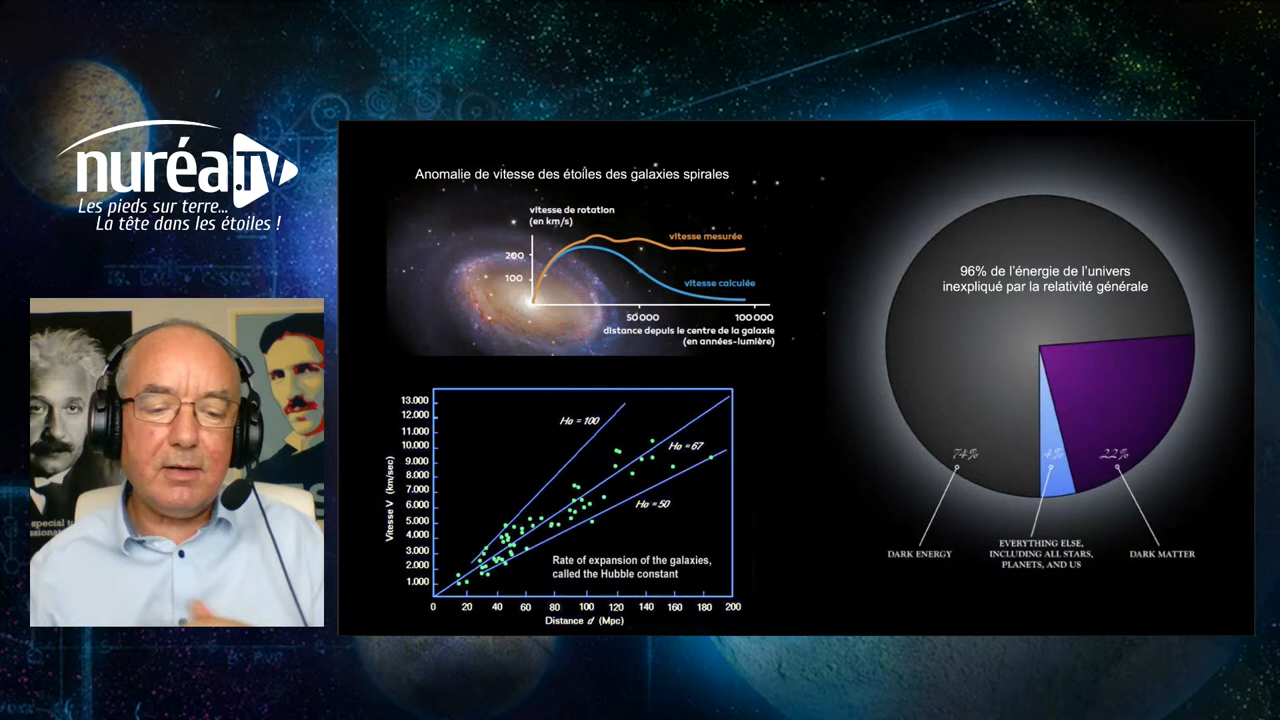 nuréa.TV
Les pieds sur terre...
La tête dans les étoiles !
special t
Anomalie de vitesse des étoiles des galaxies spirales
vitesse de rotation
(en km/s)
200
100
vitesse mesurée
vitesse calculée
50 000
100 000
distance depuis le centre de la galaxie
(en années-lumière)
13.000
12.000
11.000
10.000
9.000
8.000
7.000
6.000
5.000
4.000
3.000
2.000
1.000
Vitesse V (km/sec)
Ho = 100
Ho = 67
Ho = 50
Rate of expansion of the galaxies,
called the Hubble constant
0 20 40 60 80 100 120 140 160 180 200
Distance d (Mpc)
96% de l'énergie de l'univers
inexpliqué par la relativité générale
74%
4%
22%
DARK ENERGY
EVERYTHING ELSE,
INCLUDING ALL STARS,
PLANETS, AND US
DARK MATTER